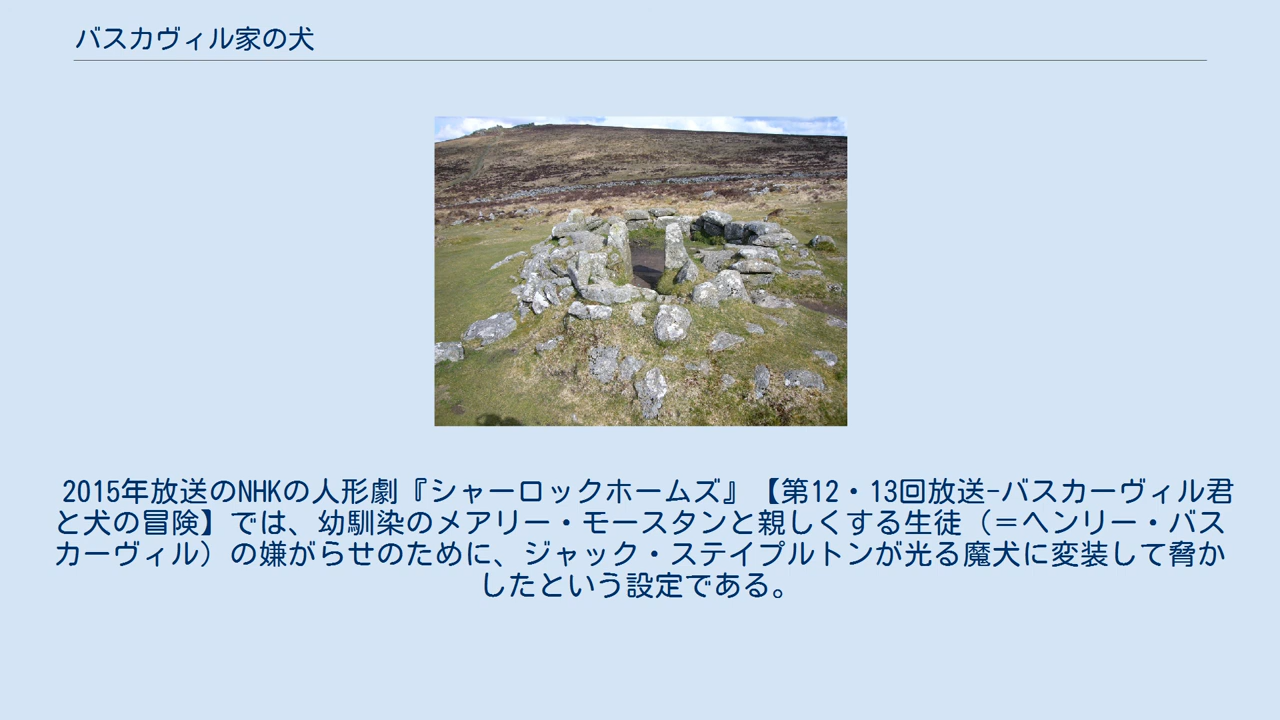 バスカヴィル家の犬
2015年放送のNHKの人形劇『シャーロックホームズ』【第12・13回放送-バスカーヴィル君
と犬の冒険】では、幼馴染のメアリー・モースタンと親しくする生徒（＝ヘンリー・バス
カーヴィル）の嫌がらせのために、ジャック・ステイプルトンが光る魔犬に変装して脅か
したという設定である。